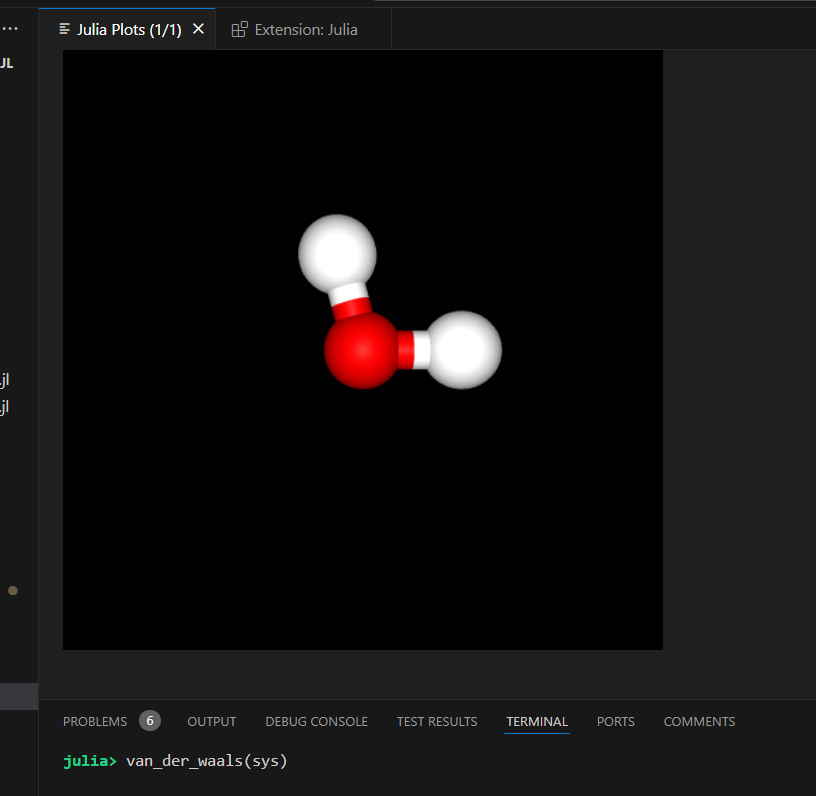 Julia Plots (1/1)
Extension: Julia
JL
.jl
.jl
PROBLEMS 6 OUTPUT DEBUG CONSOLE TEST RESULTS TERMINAL PORTS COMMENTS
julia> van_der_waals(sys)